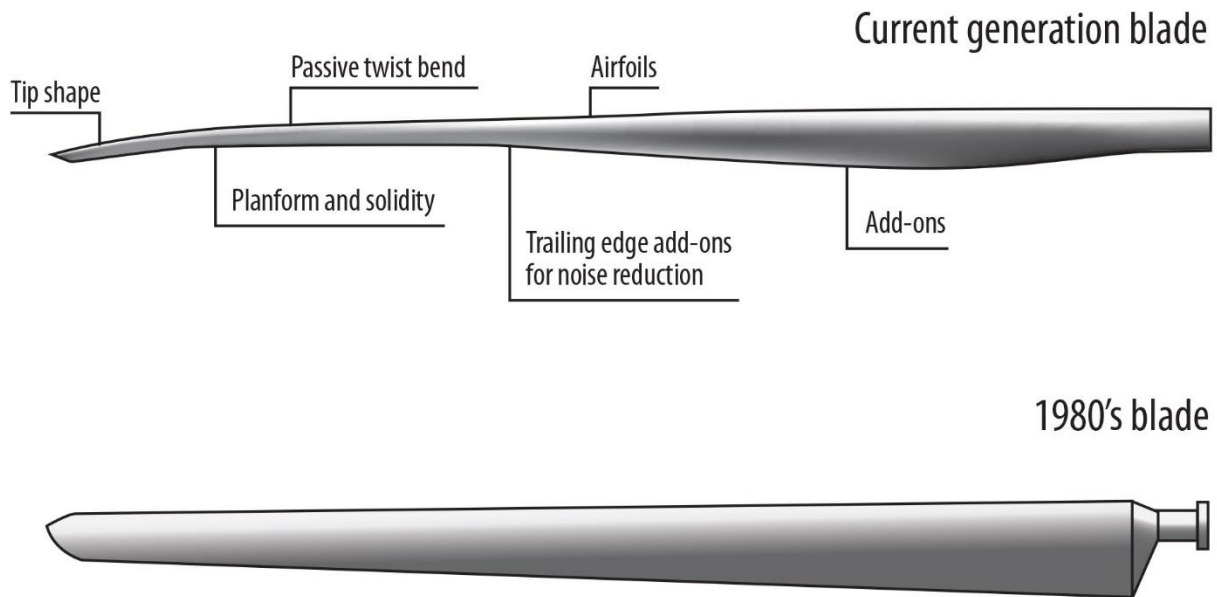 Current generation blade
Tip shape
Passive twist bend
Airfoils
Planform and solidity
Trailing edge add-ons
for noise reduction
Add-ons
1980's blade